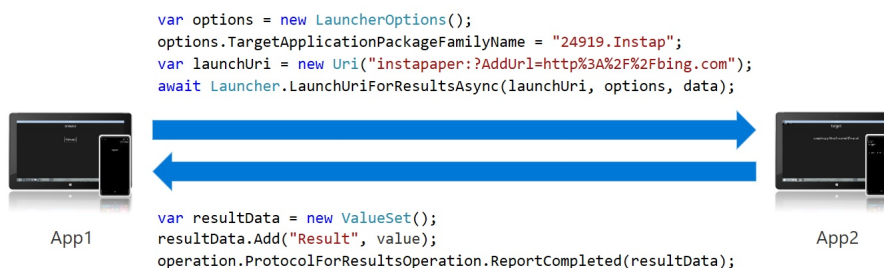 var options = new LauncherOptions();
options.TargetApplicationPackageFamilyName = "24919.Instap";
var launchUri = new Uri("instapaper:?AddUrl=http%3A%2F%2Fbing.com");
await Launcher.LaunchUriForResultsAsync(launchUri, options, data);
App1
App2
var resultData = new ValueSet();
resultData.Add("Result", value);
operation.ProtocolForResultsOperation.ReportCompleted(resultData);